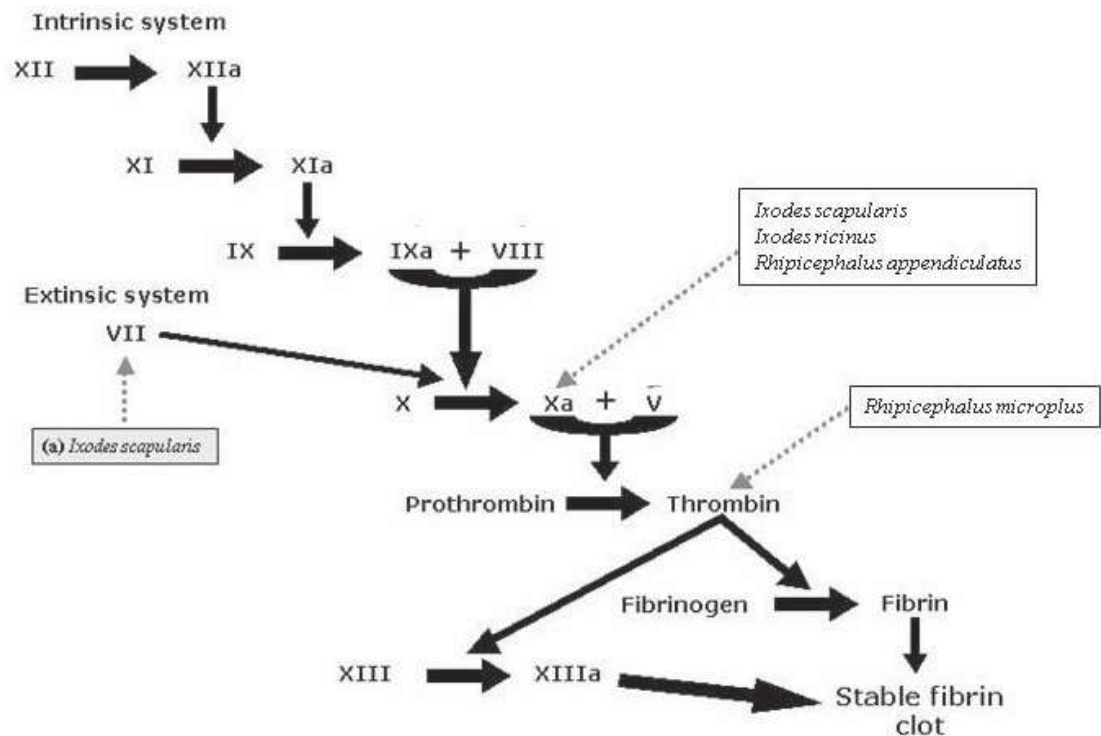 Intrinsic system
XII
XIIa
XI
XIa
IX
IXa + VIII
Ixodes scapularis
Ixodes ricinus
Rhipicephalus appendiculatus
Extinsic system
VII
X
Xa + V
Rhipicephalus microplus
(a) Ixodes scapularis
Prothrombin
Thrombin
Fibrinogen
Fibrin
XIII
XIIIa
Stable fibrin
clot